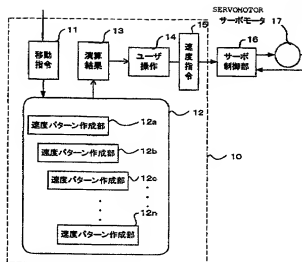 SERVOMOTOR
サーボモータ
17
11
移動
指令
13
演算
結果
14
ユーザ
操作
15
速度指令
16
サーボ
制御部
12
速度パターン作成部
12a
速度パターン作成部
12b
速度パターン作成部
12c
速度パターン作成部
12n
10